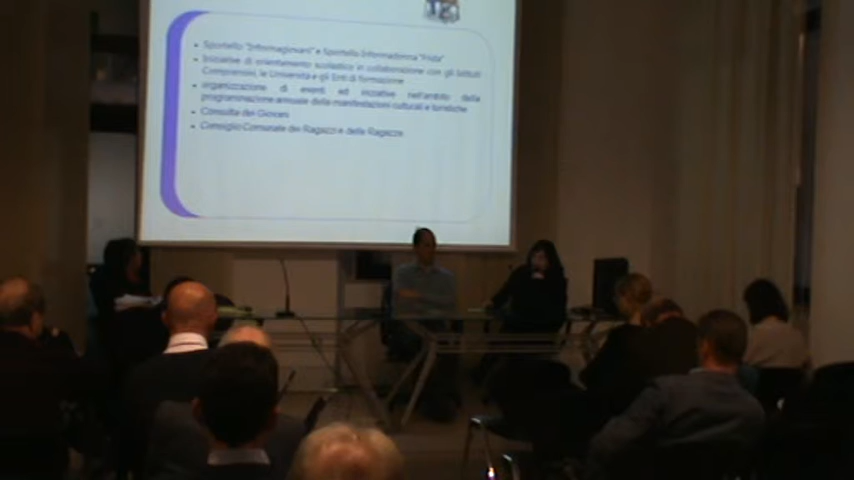 • Sportello "Informagiovani" e Sportello Informadonna "Frida"
• Iniziative di orientamento scolastico in collaborazione con gli Istituti
Comprensivi, le Università e gli Enti di formazione
• organizzazione di eventi ed iniziative nell'ambito della
programmazione annuale delle manifestazioni culturali e turistiche
• Consulta dei Giovani
• Consiglio Comunale dei Ragazzi e delle Ragazze